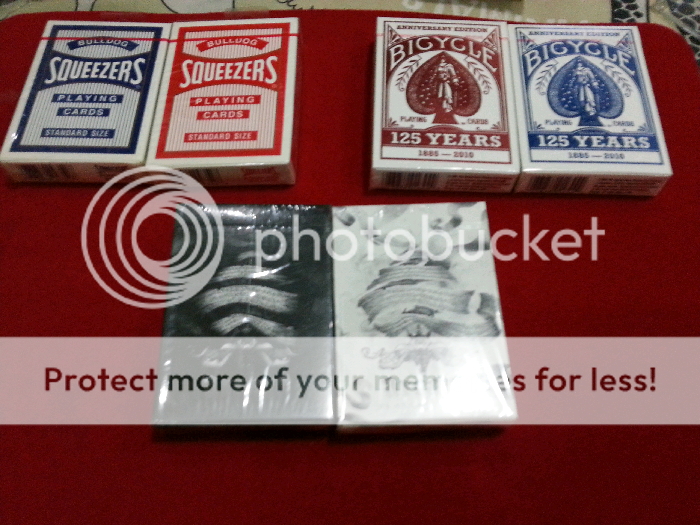 BULLDOG
SQUEEZERS
PLAYING
CARDS
STANDARD SIZE
BULLDOG
SQUEEZERS
PLAYING
CARDS
STANDARD SIZE
ANNIVERSARY EDITION
BICYCLE
PLAYING CARDS
125 YEARS
1885 — 2010
ANNIVERSARY EDITION
BICYCLE
PLAYING CARDS
125 YEARS
1885 — 2010
photobucket
Protect more of your memories for less!